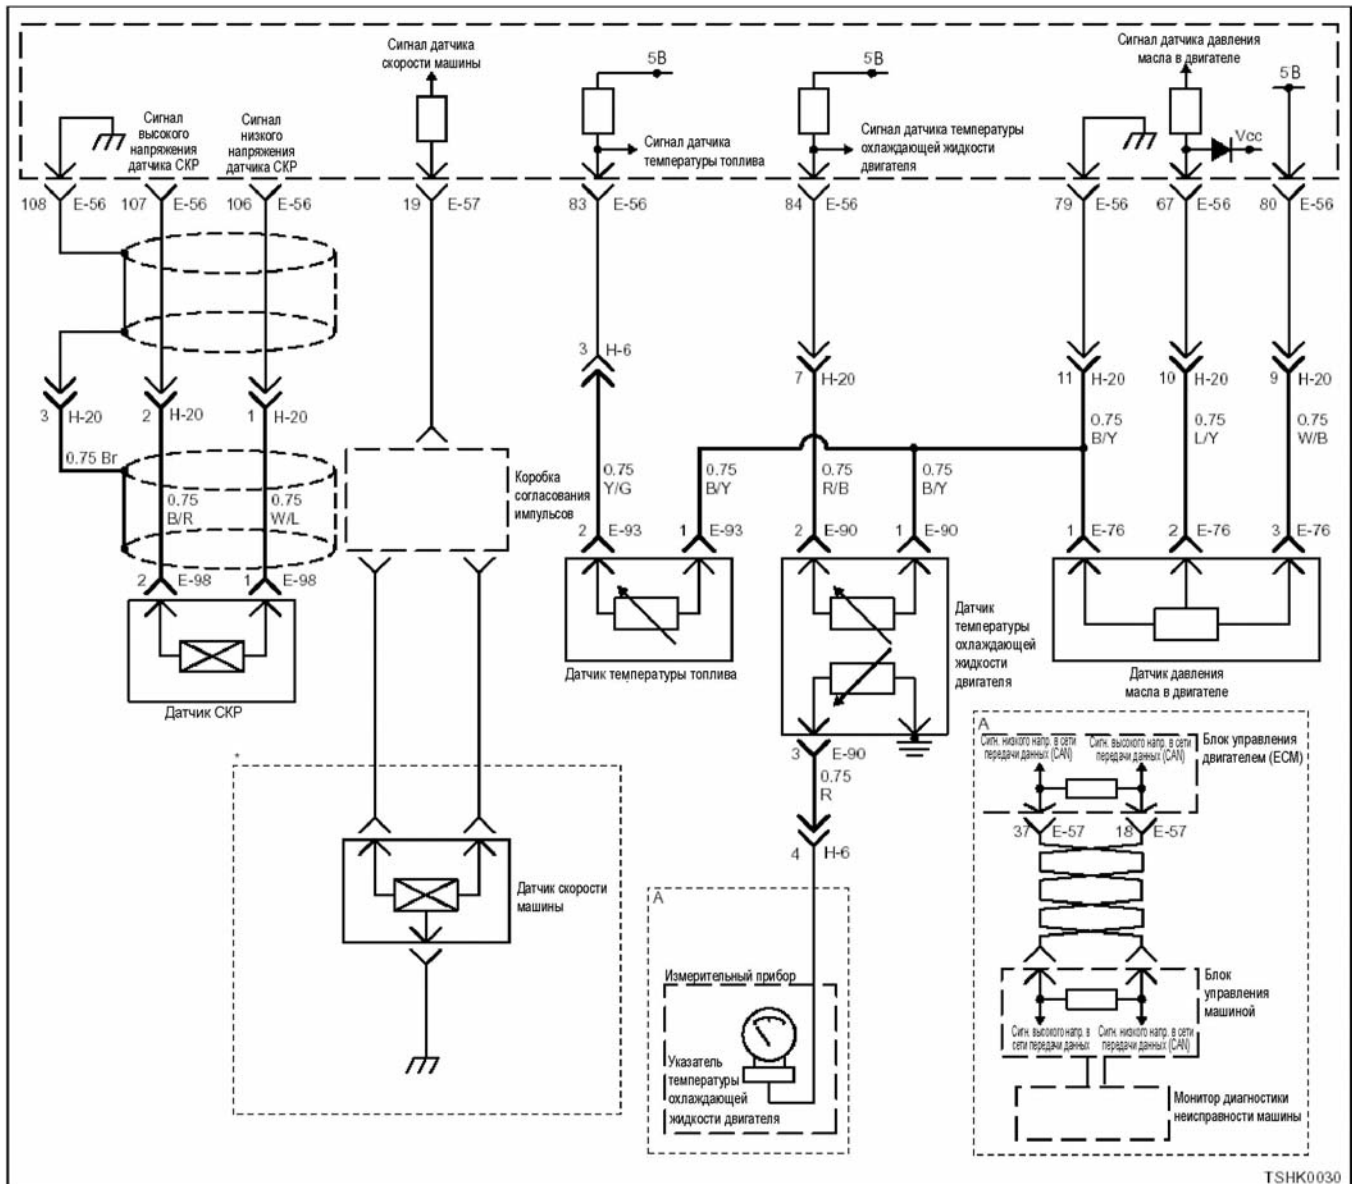 Сигнал датчика
скорости машины
5В
5В
Сигнал датчика давления
масла в двигателе
5В
Сигнал
высокого
напряжения
датчика СКР
Сигнал
низкого
напряжения
датчика СКР
Сигнал датчика
температуры топлива
Сигнал датчика температуры
охлаждающей жидкости
двигателя
Vcc
108 E-56 107 E-56 106 E-56 19 E-57 83 E-56 84 E-56 79 E-56 67 E-56 80 E-56
3 H-6
7 H-20 11 H-20 10 H-20 9 H-20
3 H-20 2 H-20 1 H-20
0.75
B/Y
0.75
L/Y
0.75
W/B
0.75 Br
0.75
B/R
0.75
W/L
Коробка
согласования
импульсов
0.75
Y/G
0.75
B/Y
0.75
R/B
0.75
B/Y
2 E-93 1 E-93 2 E-90 1 E-90 1 E-76 2 E-76 3 E-76
2 E-98 1 E-98
Датчик СКР
Датчик температуры топлива
Датчик
температуры
охлаждающей
жидкости
двигателя
Датчик давления
масла в двигателе
3 E-90
0.75
R
4 H-6
*
Датчик скорости
машины
A
Измерительный прибор
Указатель
температуры
охлаждающей
жидкости двигателя
A
Сигн. низкого напр. в сети
передачи данных (CAN)
Сигн. высокого напр. в сети
передачи данных (CAN)
Блок управления
двигателем (ECM)
37 E-57 18 E-57
Блок
управления
машиной
Сигн. высокого напр. в
сети передачи данных
Сигн. низкого напр. в сети
передачи данных (CAN)
Монитор диагностики
неисправности машины
TSHK0030